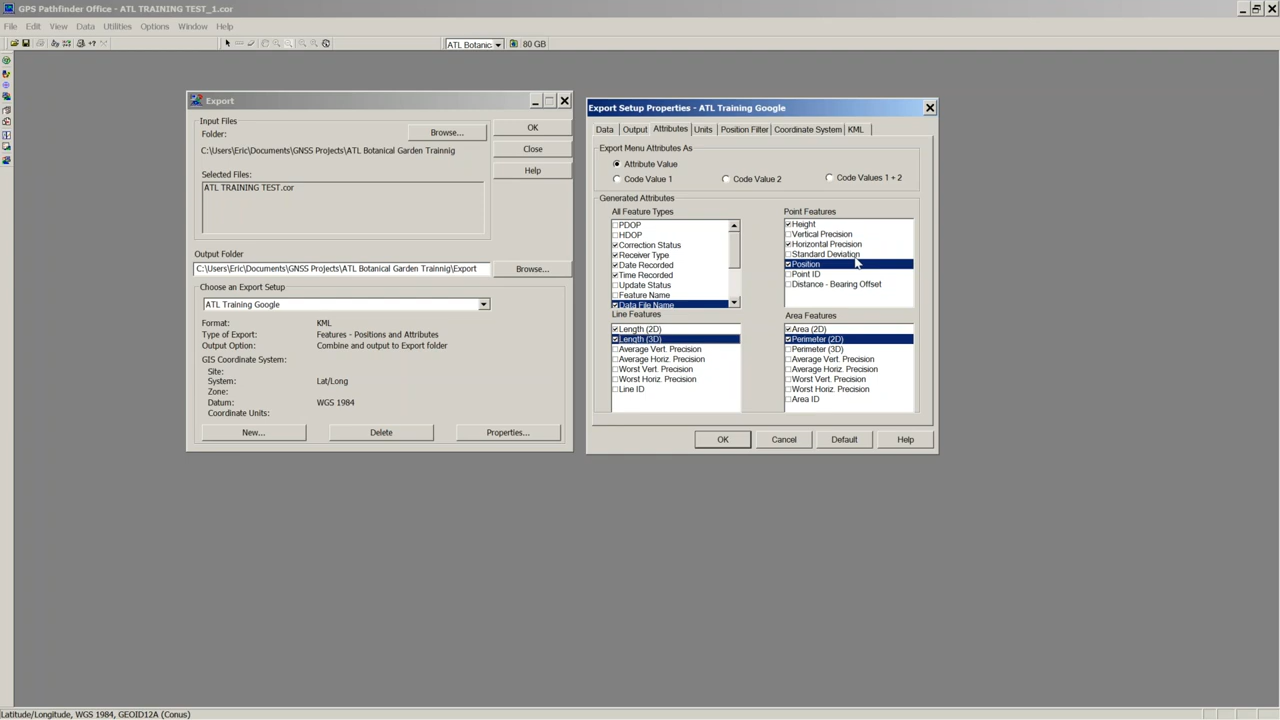 GPS Pathfinder Office - ATL TRAINING TEST_1.cor
File Edit View Data Utilities Options Window Help
ATL Botanic 80 GB
Export
Input Files
Folder:
Browse...
C:\Users\Eric\Documents\GNSS Projects\ATL Botanical Garden Trainnig
Selected Files:
ATL TRAINING TEST.cor
OK
Close
Help
Output Folder
C:\Users\Eric\Documents\GNSS Projects\ATL Botanical Garden Trainnig\Export
Browse...
Choose an Export Setup
ATL Training Google
Format: KML
Type of Export: Features - Positions and Attributes
Output Option: Combine and output to Export folder
GIS Coordinate System:
Site:
System: Lat/Long
Zone:
Datum: WGS 1984
Coordinate Units:
New... Delete Properties...
Export Setup Properties - ATL Training Google
Data Output Attributes Units Position Filter Coordinate System KML
Export Menu Attributes As
Attribute Value
Code Value 1 Code Value 2 Code Values 1 + 2
Generated Attributes
All Feature Types
PDOP
HDOP
Correction Status
Receiver Type
Date Recorded
Time Recorded
Update Status
Feature Name
Data File Name
Point Features
Height
Vertical Precision
Horizontal Precision
Standard Deviation
Position
Point ID
Distance - Bearing Offset
Line Features
Length (2D)
Length (3D)
Average Vert. Precision
Average Horiz. Precision
Worst Vert. Precision
Worst Horiz. Precision
Line ID
Area Features
Area (2D)
Perimeter (2D)
Perimeter (3D)
Average Vert. Precision
Average Horiz. Precision
Worst Vert. Precision
Worst Horiz. Precision
Area ID
OK Cancel Default Help
Latitude/Longitude, WGS 1984, GEOID12A (Conus)